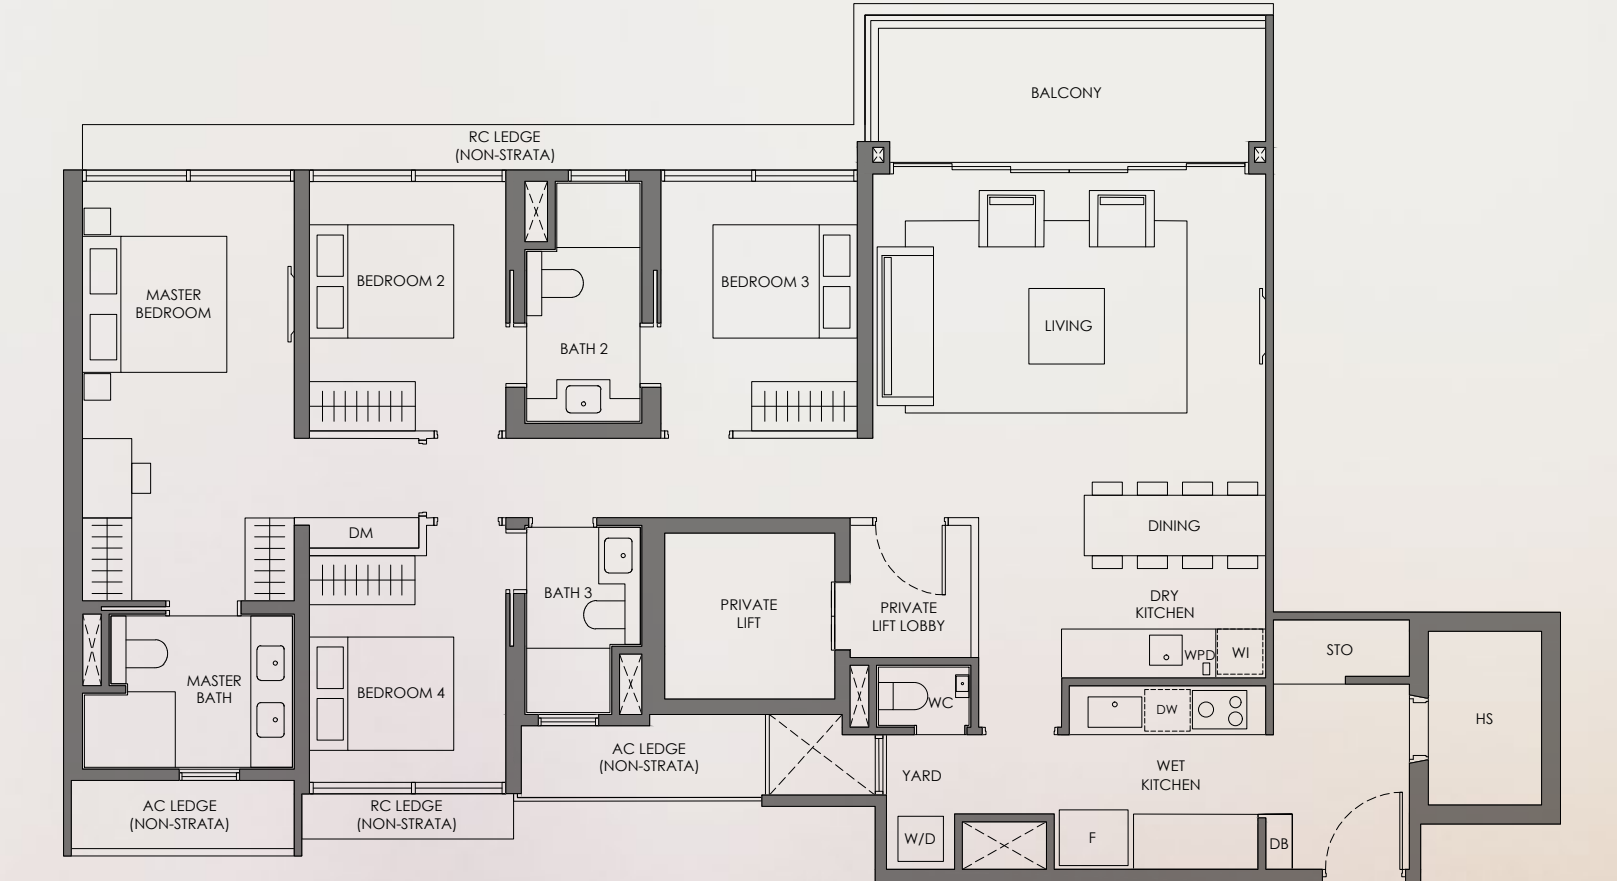 BALCONY
RC LEDGE
(NON-STRATA)
MASTER
BEDROOM
BEDROOM 2
BATH 2
BEDROOM 3
LIVING
DM
DINING
BATH 3
PRIVATE
LIFT
PRIVATE
LIFT LOBBY
DRY
KITCHEN
WPD
WI
STO
MASTER
BATH
BEDROOM 4
WC
DW
HS
AC LEDGE
(NON-STRATA)
YARD
WET
KITCHEN
AC LEDGE
(NON-STRATA)
RC LEDGE
(NON-STRATA)
W/D
F
DB